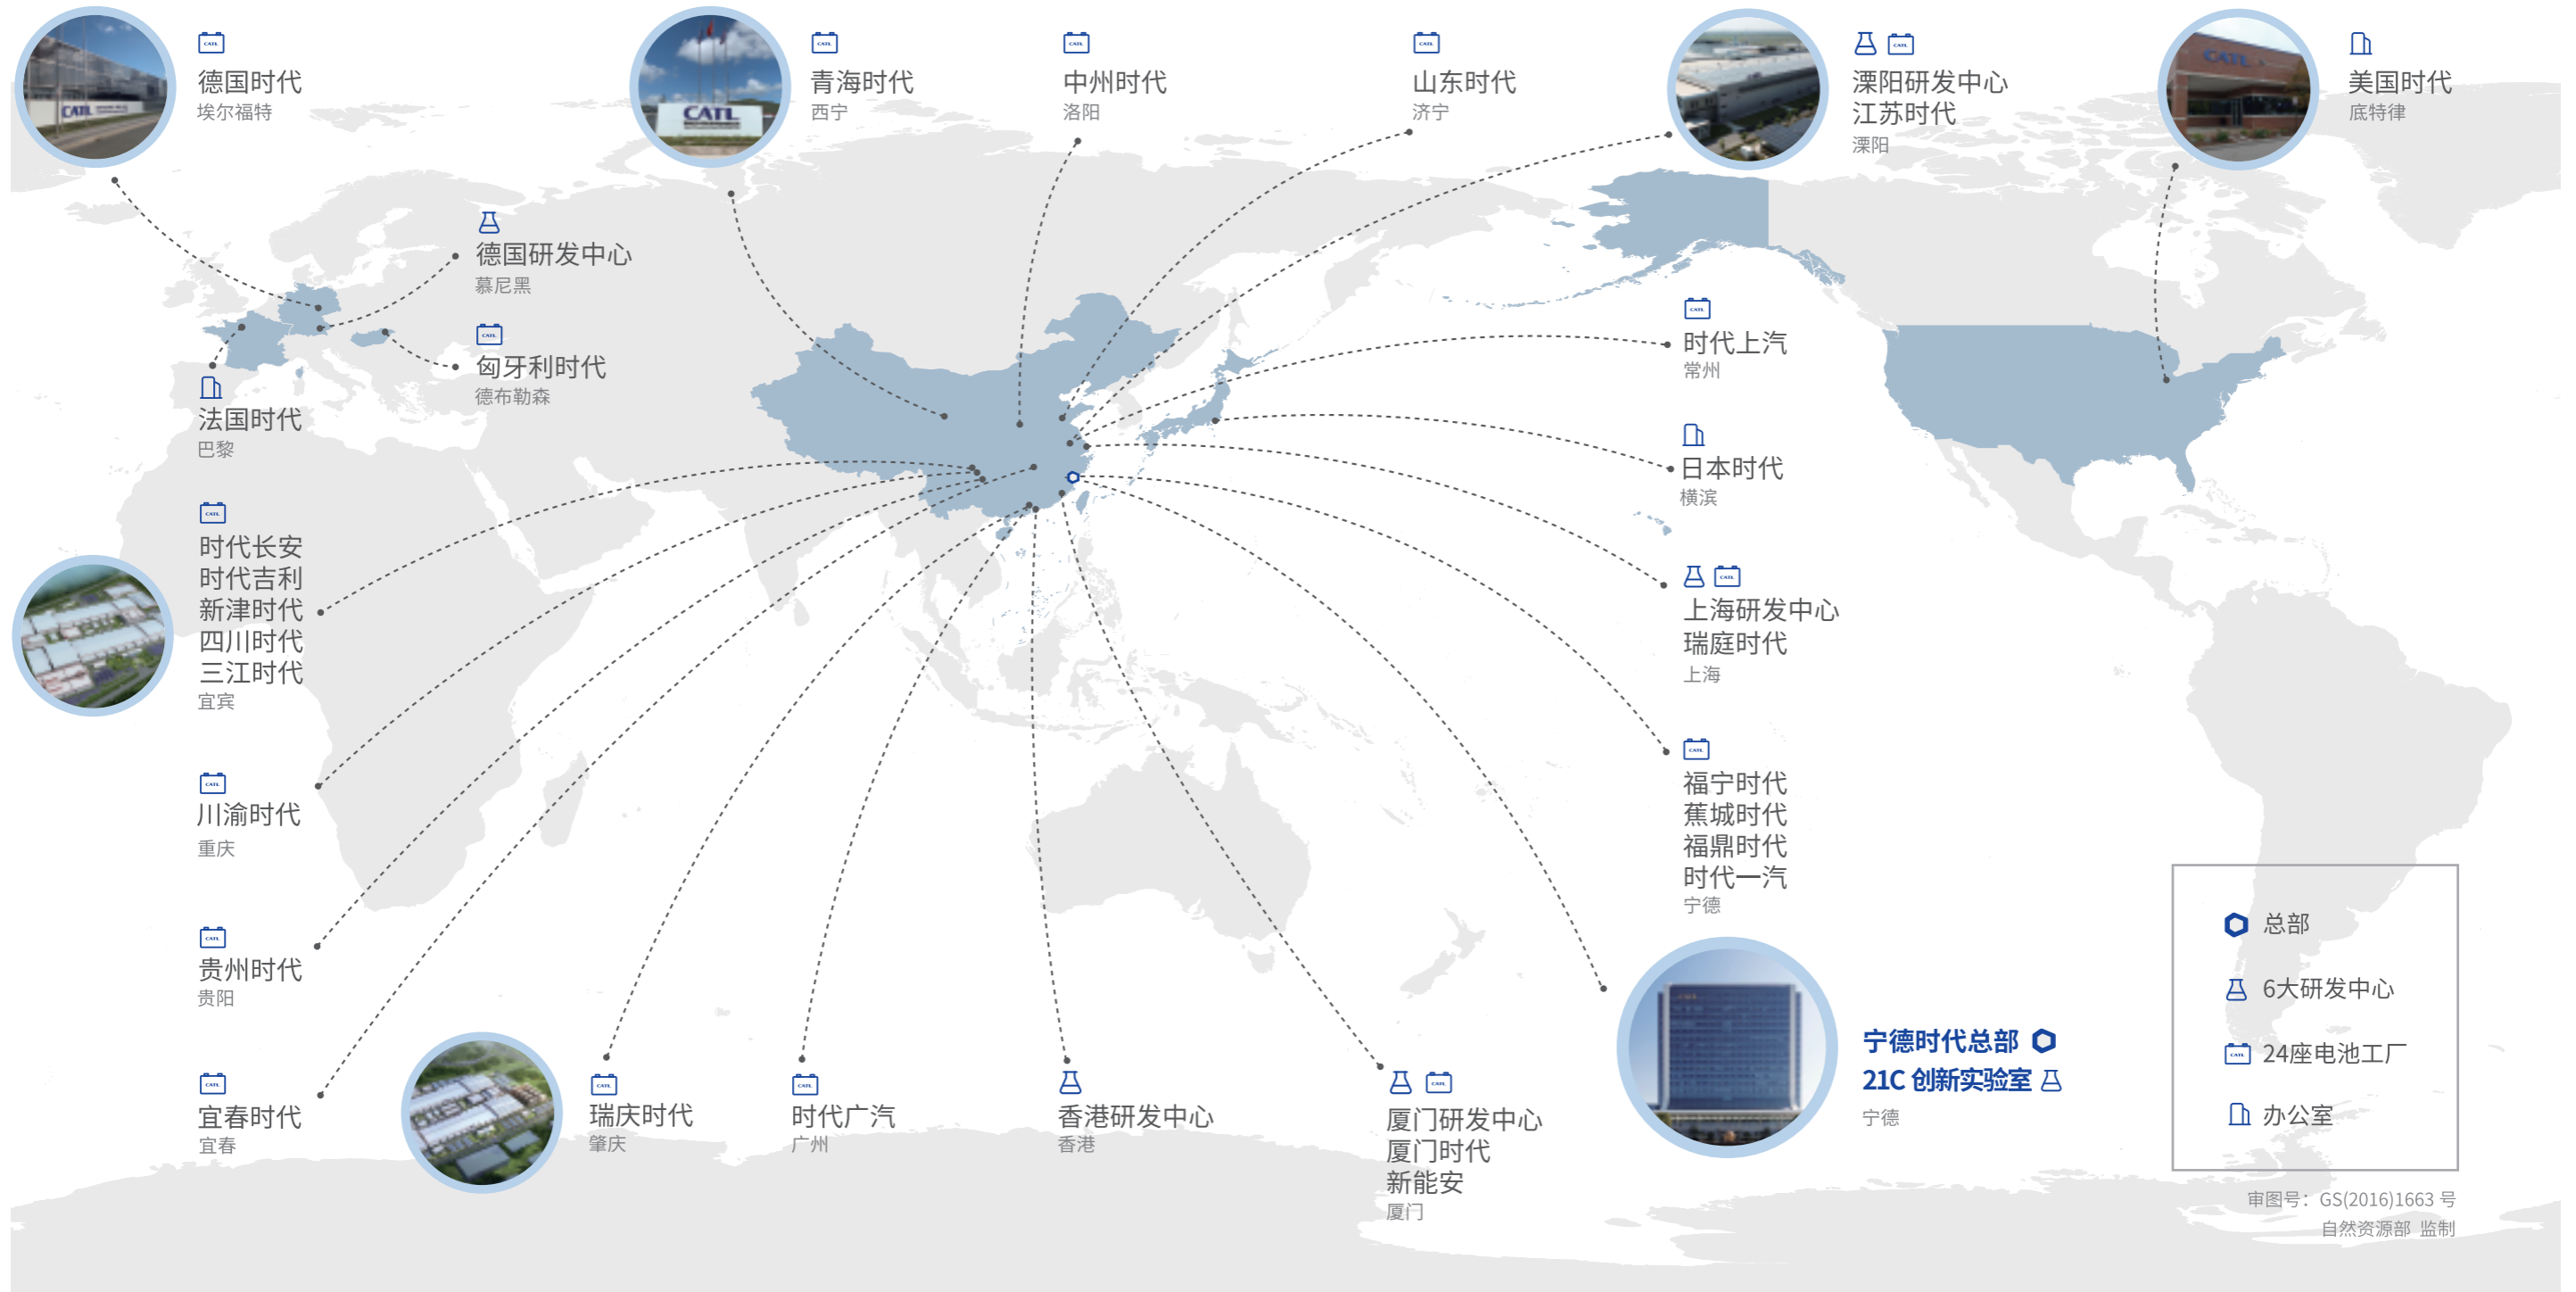 德国时代
埃尔福特
青海时代
西宁
中州时代
洛阳
山东时代
济宁
溧阳研发中心
江苏时代
溧阳
美国时代
底特律
德国研发中心
慕尼黑
匈牙利时代
德布勒森
法国时代
巴黎
时代上汽
常州
日本时代
横滨
时代长安
时代吉利
新津时代
四川时代
三江时代
宜宾
上海研发中心
瑞庭时代
上海
川渝时代
重庆
福宁时代
蕉城时代
福鼎时代
时代一汽
宁德
贵州时代
贵阳
宜春时代
宜春
瑞庆时代
肇庆
时代广汽
广州
香港研发中心
香港
厦门研发中心
厦门时代
新能安
厦门
宁德时代总部
21C 创新实验室
宁德
总部
6大研发中心
24座电池工厂
办公室
审图号：GS(2016)1663 号
自然资源部 监制
CATL
CATL
CATL